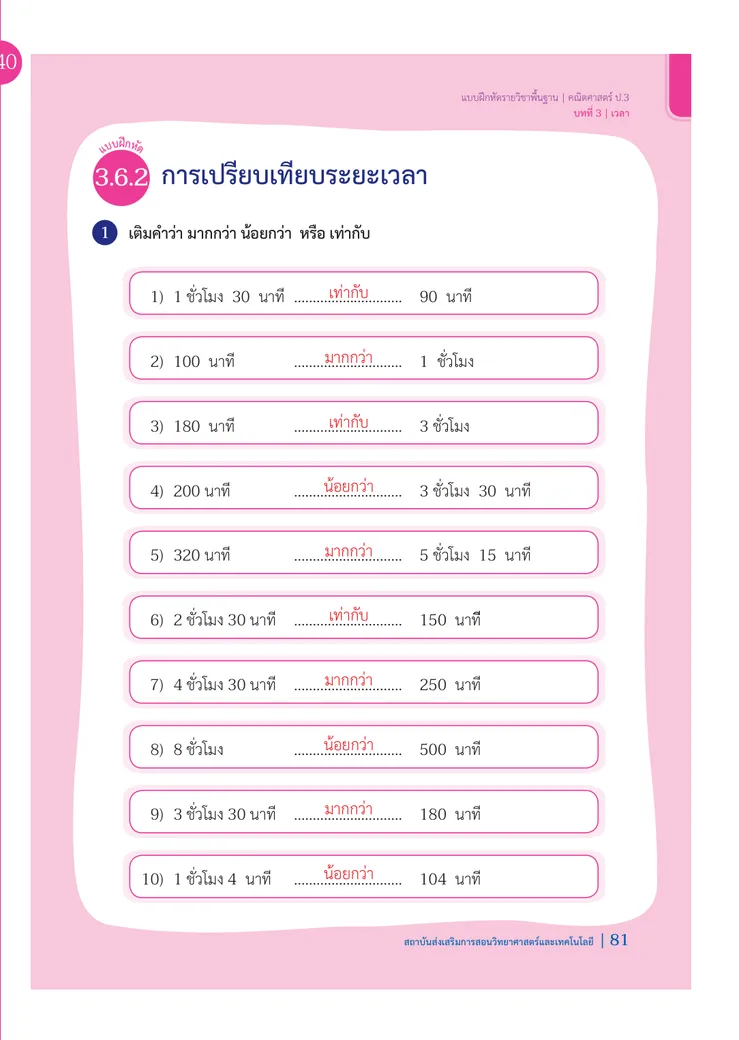 40
แบบฝึกหัดรายวิชาพื้นฐาน | คณิตศาสตร์ ป.3
บทที่ 3 | เวลา
แบบฝึกหัด
3.6.2 การเปรียบเทียบระยะเวลา
1 เติมคำว่า มากกว่า น้อยกว่า หรือ เท่ากับ
1) 1 ชั่วโมง 30 นาที เท่ากับ 90 นาที
2) 100 นาที มากกว่า 1 ชั่วโมง
3) 180 นาที เท่ากับ 3 ชั่วโมง
4) 200 นาที น้อยกว่า 3 ชั่วโมง 30 นาที
5) 320 นาที มากกว่า 5 ชั่วโมง 15 นาที
6) 2 ชั่วโมง 30 นาที เท่ากับ 150 นาที
7) 4 ชั่วโมง 30 นาที มากกว่า 250 นาที
8) 8 ชั่วโมง น้อยกว่า 500 นาที
9) 3 ชั่วโมง 30 นาที มากกว่า 180 นาที
10) 1 ชั่วโมง 4 นาที น้อยกว่า 104 นาที
สถาบันส่งเสริมการสอนวิทยาศาสตร์และเทคโนโลยี | 81